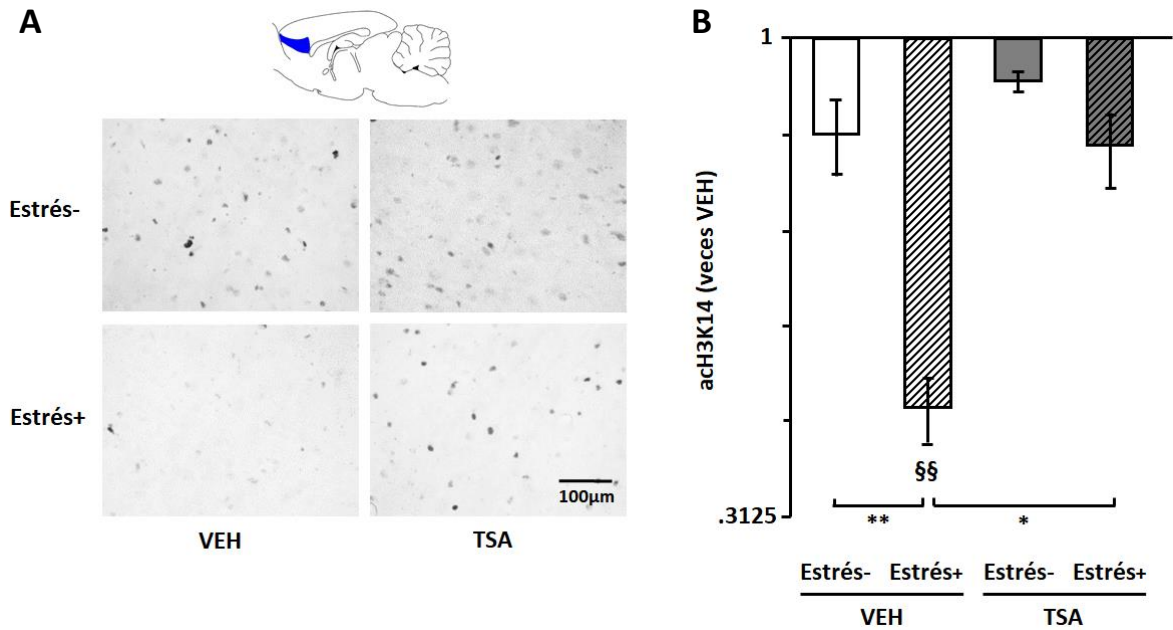 A
Estrés-
Estrés+
100µm
VEH
TSA
B
1
acH3K14 (veces VEH)
§§
.3125
**
*
Estrés-
Estrés+
Estrés-
Estrés+
VEH
TSA